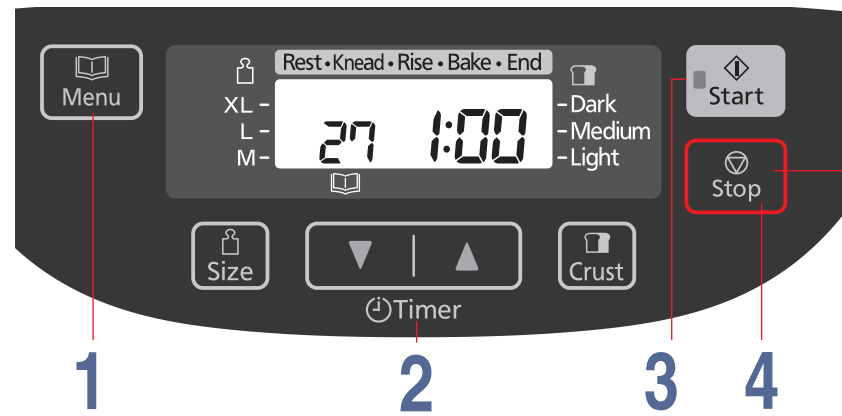 Menu
Rest • Knead • Rise • Bake • End
XL –
L –
M –
27 1:00
– Dark
– Medium
– Light
Start
Stop
Size
Timer
Crust
1
2
3
4